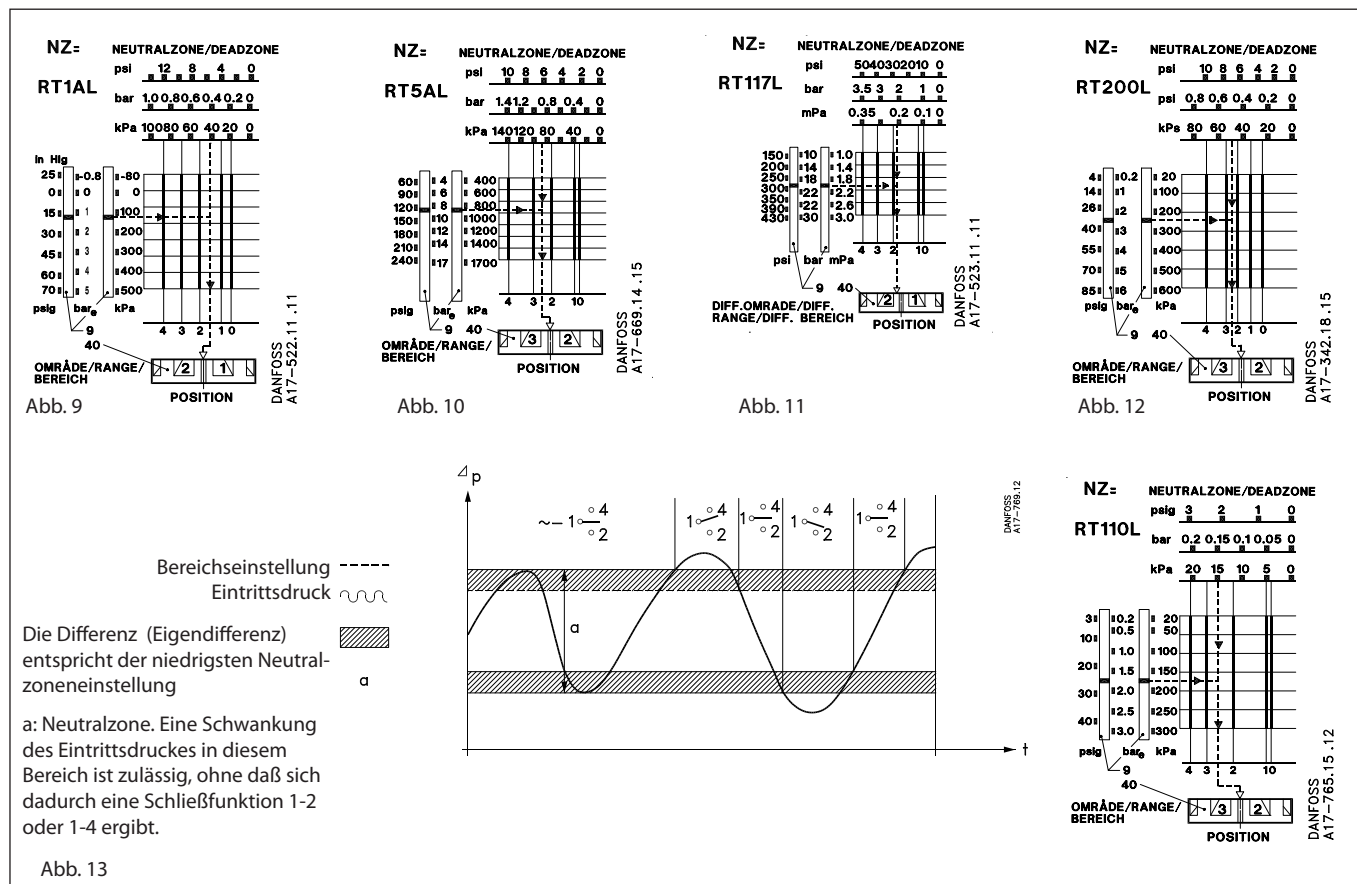 NZ=
NEUTRALZONE/DEADZONE
RT1AL
psi 12 8 4 0
bar 1.0 0.8 0.6 0.4 0.2 0
kPa 100 80 60 40 20 0
in Hlg
25 -0.8 -80
0 0 0
15 1 100
30 2 200
45 3 300
60 4 400
70 5 500
psig bare kPa
4 3 2 1 0
9
40
OMRÅDE/RANGE/
BEREICH
2 1
POSITION
DANFOSS
A17-522.11.11
Abb. 9
NZ=
NEUTRALZONE/DEADZONE
RT5AL
psi 10 8 6 4 2 0
bar 1.4 1.2 0.8 0.4 0
kPa 140 120 80 40 0
60 4 400
90 6 600
120 8 800
150 10 1000
180 12 1200
210 14 1400
240 17 1700
psig bare kPa
4 3 2 1 0
9
40
OMRÅDE/RANGE/
BEREICH
3 2
POSITION
DANFOSS
A17-669.14.15
Abb. 10
NZ=
NEUTRALZONE/DEADZONE
RT117L
psi 50 40 30 20 10 0
bar 3.5 3 2 1 0
mPa 0.35 0.2 0.1 0
150 10 1.0
200 14 1.4
250 18 1.8
300 22 2.2
350 22 2.6
390
430 30 3.0
4 3 2 1 0
psi bar mPa
9
40
DIFF.OMRADE/DIFF.
RANGE/DIFF. BEREICH
2 1
POSITION
DANFOSS
A17-523.11.11
Abb. 11
NZ=
NEUTRALZONE/DEADZONE
RT200L
psi 10 8 6 4 2 0
psi 0.8 0.6 0.4 0.2 0
kPs 80 60 40 20 0
4 0.2 20
14 1 100
26 2 200
40 3 300
55 4 400
70 5 500
85 6 600
psig bare kPa
4 3 2 1 0
9
40
OMRÅDE/RANGE/
BEREICH
3 2
POSITION
DANFOSS
A17-342.18.15
Abb. 12
Δp
~– 1 4 2
1 4 2
1 4 2
1 4 2
1 4 2
a
t
DANFOSS
A17-769.12
Bereichseinstellung
Eintrittsdruck
Die Differenz (Eigendifferenz)
entspricht der niedrigsten Neutral-
zoneneinstellung
a
a: Neutralzone. Eine Schwankung
des Eintrittsdruckes in diesem
Bereich ist zulässig, ohne daß sich
dadurch eine Schließfunktion 1-2
oder 1-4 ergibt.
Abb. 13
NZ=
NEUTRALZONE/DEADZONE
RT110L
psig 3 2 1 0
bar 0.2 0.15 0.1 0.05 0
kPa 20 15 10 5 0
3 0.2 20
0.5 50
10 1.0 100
20 1.5 150
30 2.0 200
40 2.5 250
3.0 300
psig bare kPa
4 3 2 1 0
9
40
OMRÅDE/RANGE/
BEREICH
3 2
POSITION
DANFOSS
A17-765.15.12